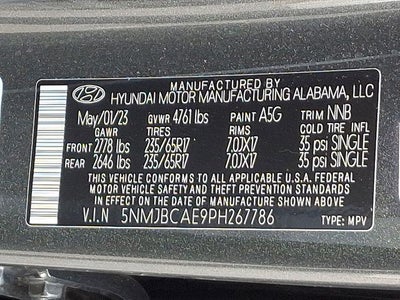 MANUFACTURED BY
HYUNDAI MOTOR MANUFACTURING ALABAMA, LLC
May/01/23 GVWR 4761 lbs PAINT A5G TRIM NNB
GAWR TIRES RIMS COLD INFL
FRONT 2778 lbs 235/65R17 7.0JX17 35 psi SINGLE
REAR 2646 lbs 235/65R17 7.0JX17 35 psi SINGLE
THIS VEHICLE CONFORMS TO ALL APPLICABLE U.S.A. FEDERAL
MOTOR VEHICLE SAFETY AND THEFT PREVENTION STANDARDS
IN EFFECT ON THE DATE OF MANUFACTURE SHOWN ABOVE.
V.I.N 5NMJBCAE9PH267786 TYPE: MPV